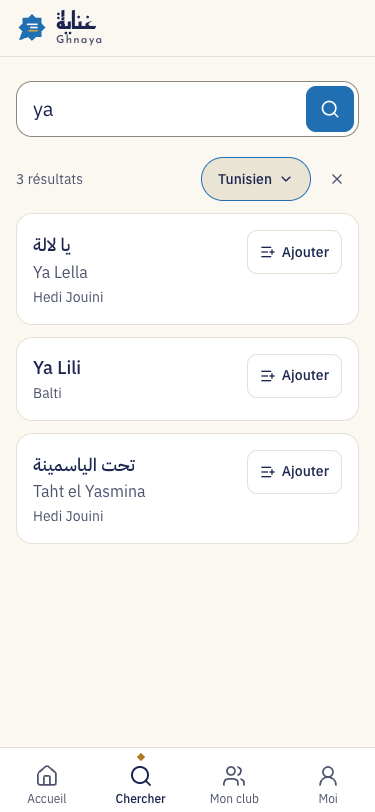 غناية
Ghnaya
ya
3 résultats
Tunisien
يا لالة
Ya Lella
Hedi Jouini
Ajouter
Ya Lili
Balti
Ajouter
تحت الياسمينة
Taht el Yasmina
Hedi Jouini
Ajouter
Accueil
Chercher
Mon club
Moi